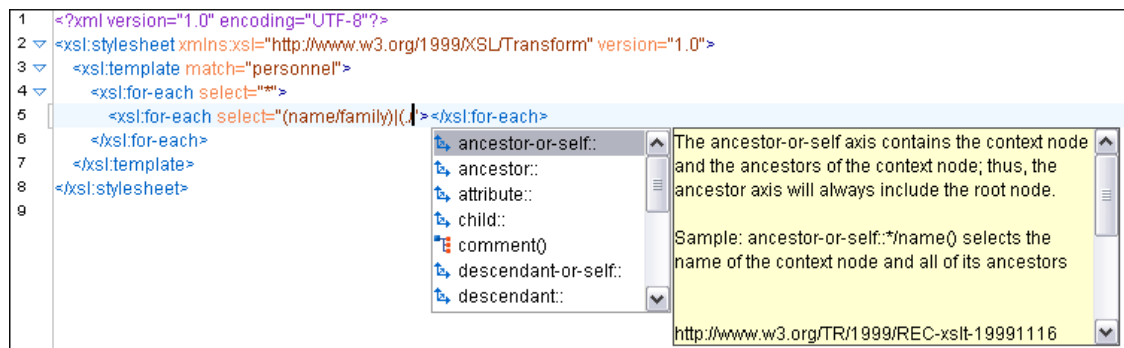 1 <?xml version="1.0" encoding="UTF-8"?>
2 <xsl:stylesheet xmlns:xsl="http://www.w3.org/1999/XSL/Transform" version="1.0">
3 <xsl:template match="personnel">
4 <xsl:for-each select="*">
5 <xsl:for-each select="(name/family)|(./"></xsl:for-each>
6 </xsl:for-each>
7 </xsl:template>
8 </xsl:stylesheet>
9
ancestor-or-self::
ancestor::
attribute::
child::
comment()
descendant-or-self::
descendant::
The ancestor-or-self axis contains the context node
and the ancestors of the context node; thus, the
ancestor axis will always include the root node.
Sample: ancestor-or-self::*/name() selects the
name of the context node and all of its ancestors
http://www.w3.org/TR/1999/REC-xslt-19991116